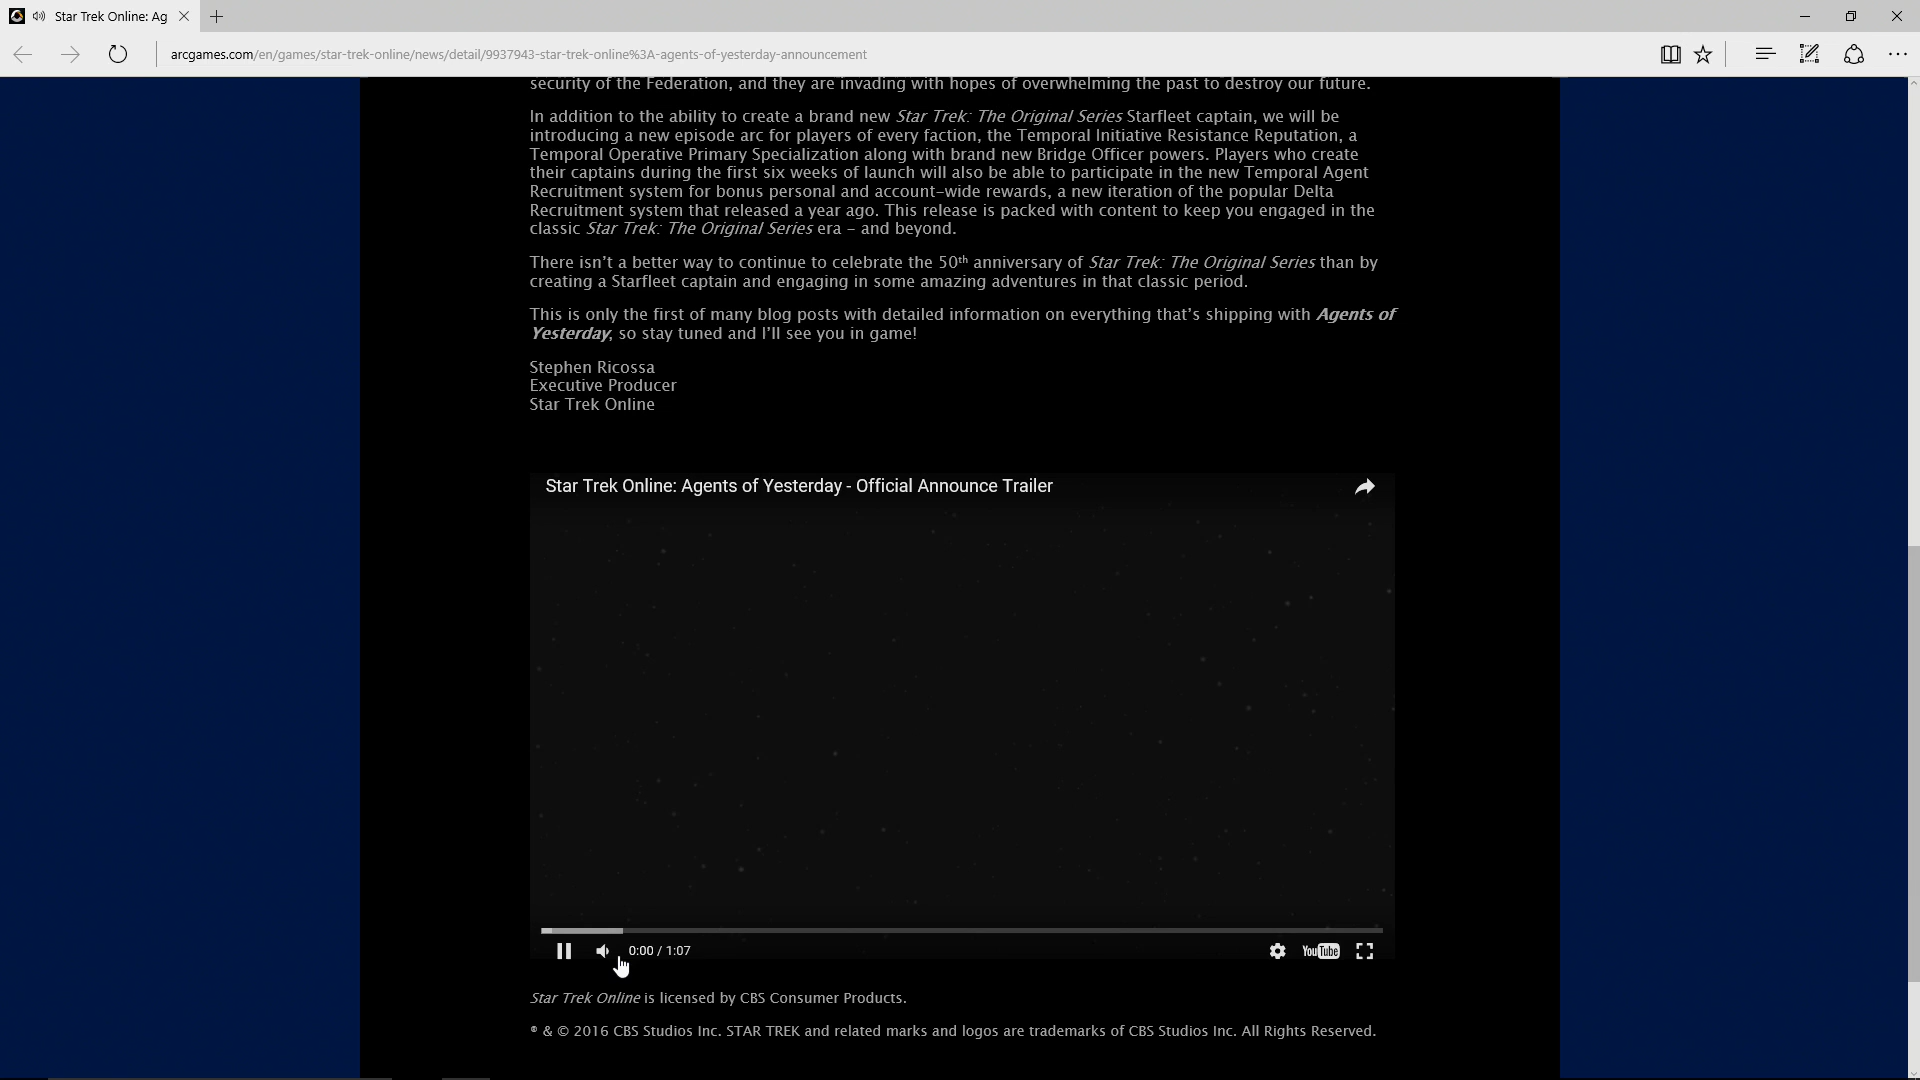 Star Trek Online: Ag
arcgames.com/en/games/star-trek-online/news/detail/9937943-star-trek-online%3A-agents-of-yesterday-announcement
security of the Federation, and they are invading with hopes of overwhelming the past to destroy our future.
In addition to the ability to create a brand new Star Trek: The Original Series Starfleet captain, we will be
introducing a new episode arc for players of every faction, the Temporal Initiative Resistance Reputation, a
Temporal Operative Primary Specialization along with brand new Bridge Officer powers. Players who create
their captains during the first six weeks of launch will also be able to participate in the new Temporal Agent
Recruitment system for bonus personal and account-wide rewards, a new iteration of the popular Delta
Recruitment system that released a year ago. This release is packed with content to keep you engaged in the
classic Star Trek: The Original Series era – and beyond.
There isn't a better way to continue to celebrate the 50th anniversary of Star Trek: The Original Series than by
creating a Starfleet captain and engaging in some amazing adventures in that classic period.
This is only the first of many blog posts with detailed information on everything that's shipping with Agents of
Yesterday, so stay tuned and I'll see you in game!
Stephen Ricossa
Executive Producer
Star Trek Online
Star Trek Online: Agents of Yesterday - Official Announce Trailer
0:00 / 1:07
YouTube
Star Trek Online is licensed by CBS Consumer Products.
® & © 2016 CBS Studios Inc. STAR TREK and related marks and logos are trademarks of CBS Studios Inc. All Rights Reserved.